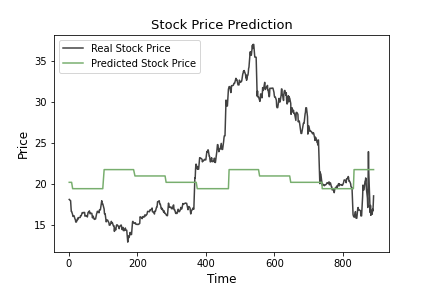 Stock Price Prediction
Real Stock Price
Predicted Stock Price
Price
35
30
25
20
15
0 200 400 600 800
Time